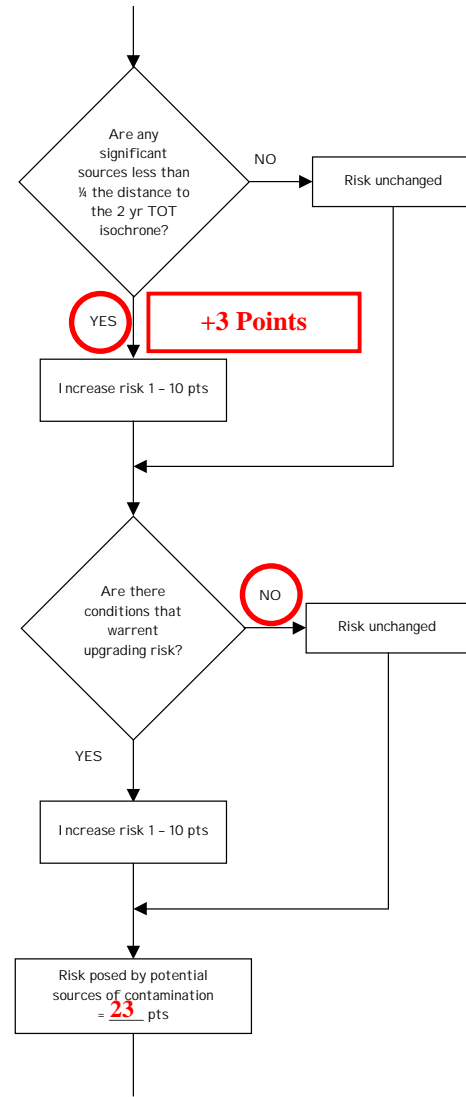 Are any
significant
sources less than
¼ the distance to
the 2 yr TOT
isochrone?
NO
Risk unchanged
YES
+3 Points
Increase risk 1 – 10 pts
Are there
conditions that
warrent
upgrading risk?
NO
Risk unchanged
YES
Increase risk 1 – 10 pts
Risk posed by potential
sources of contamination
= 23 pts